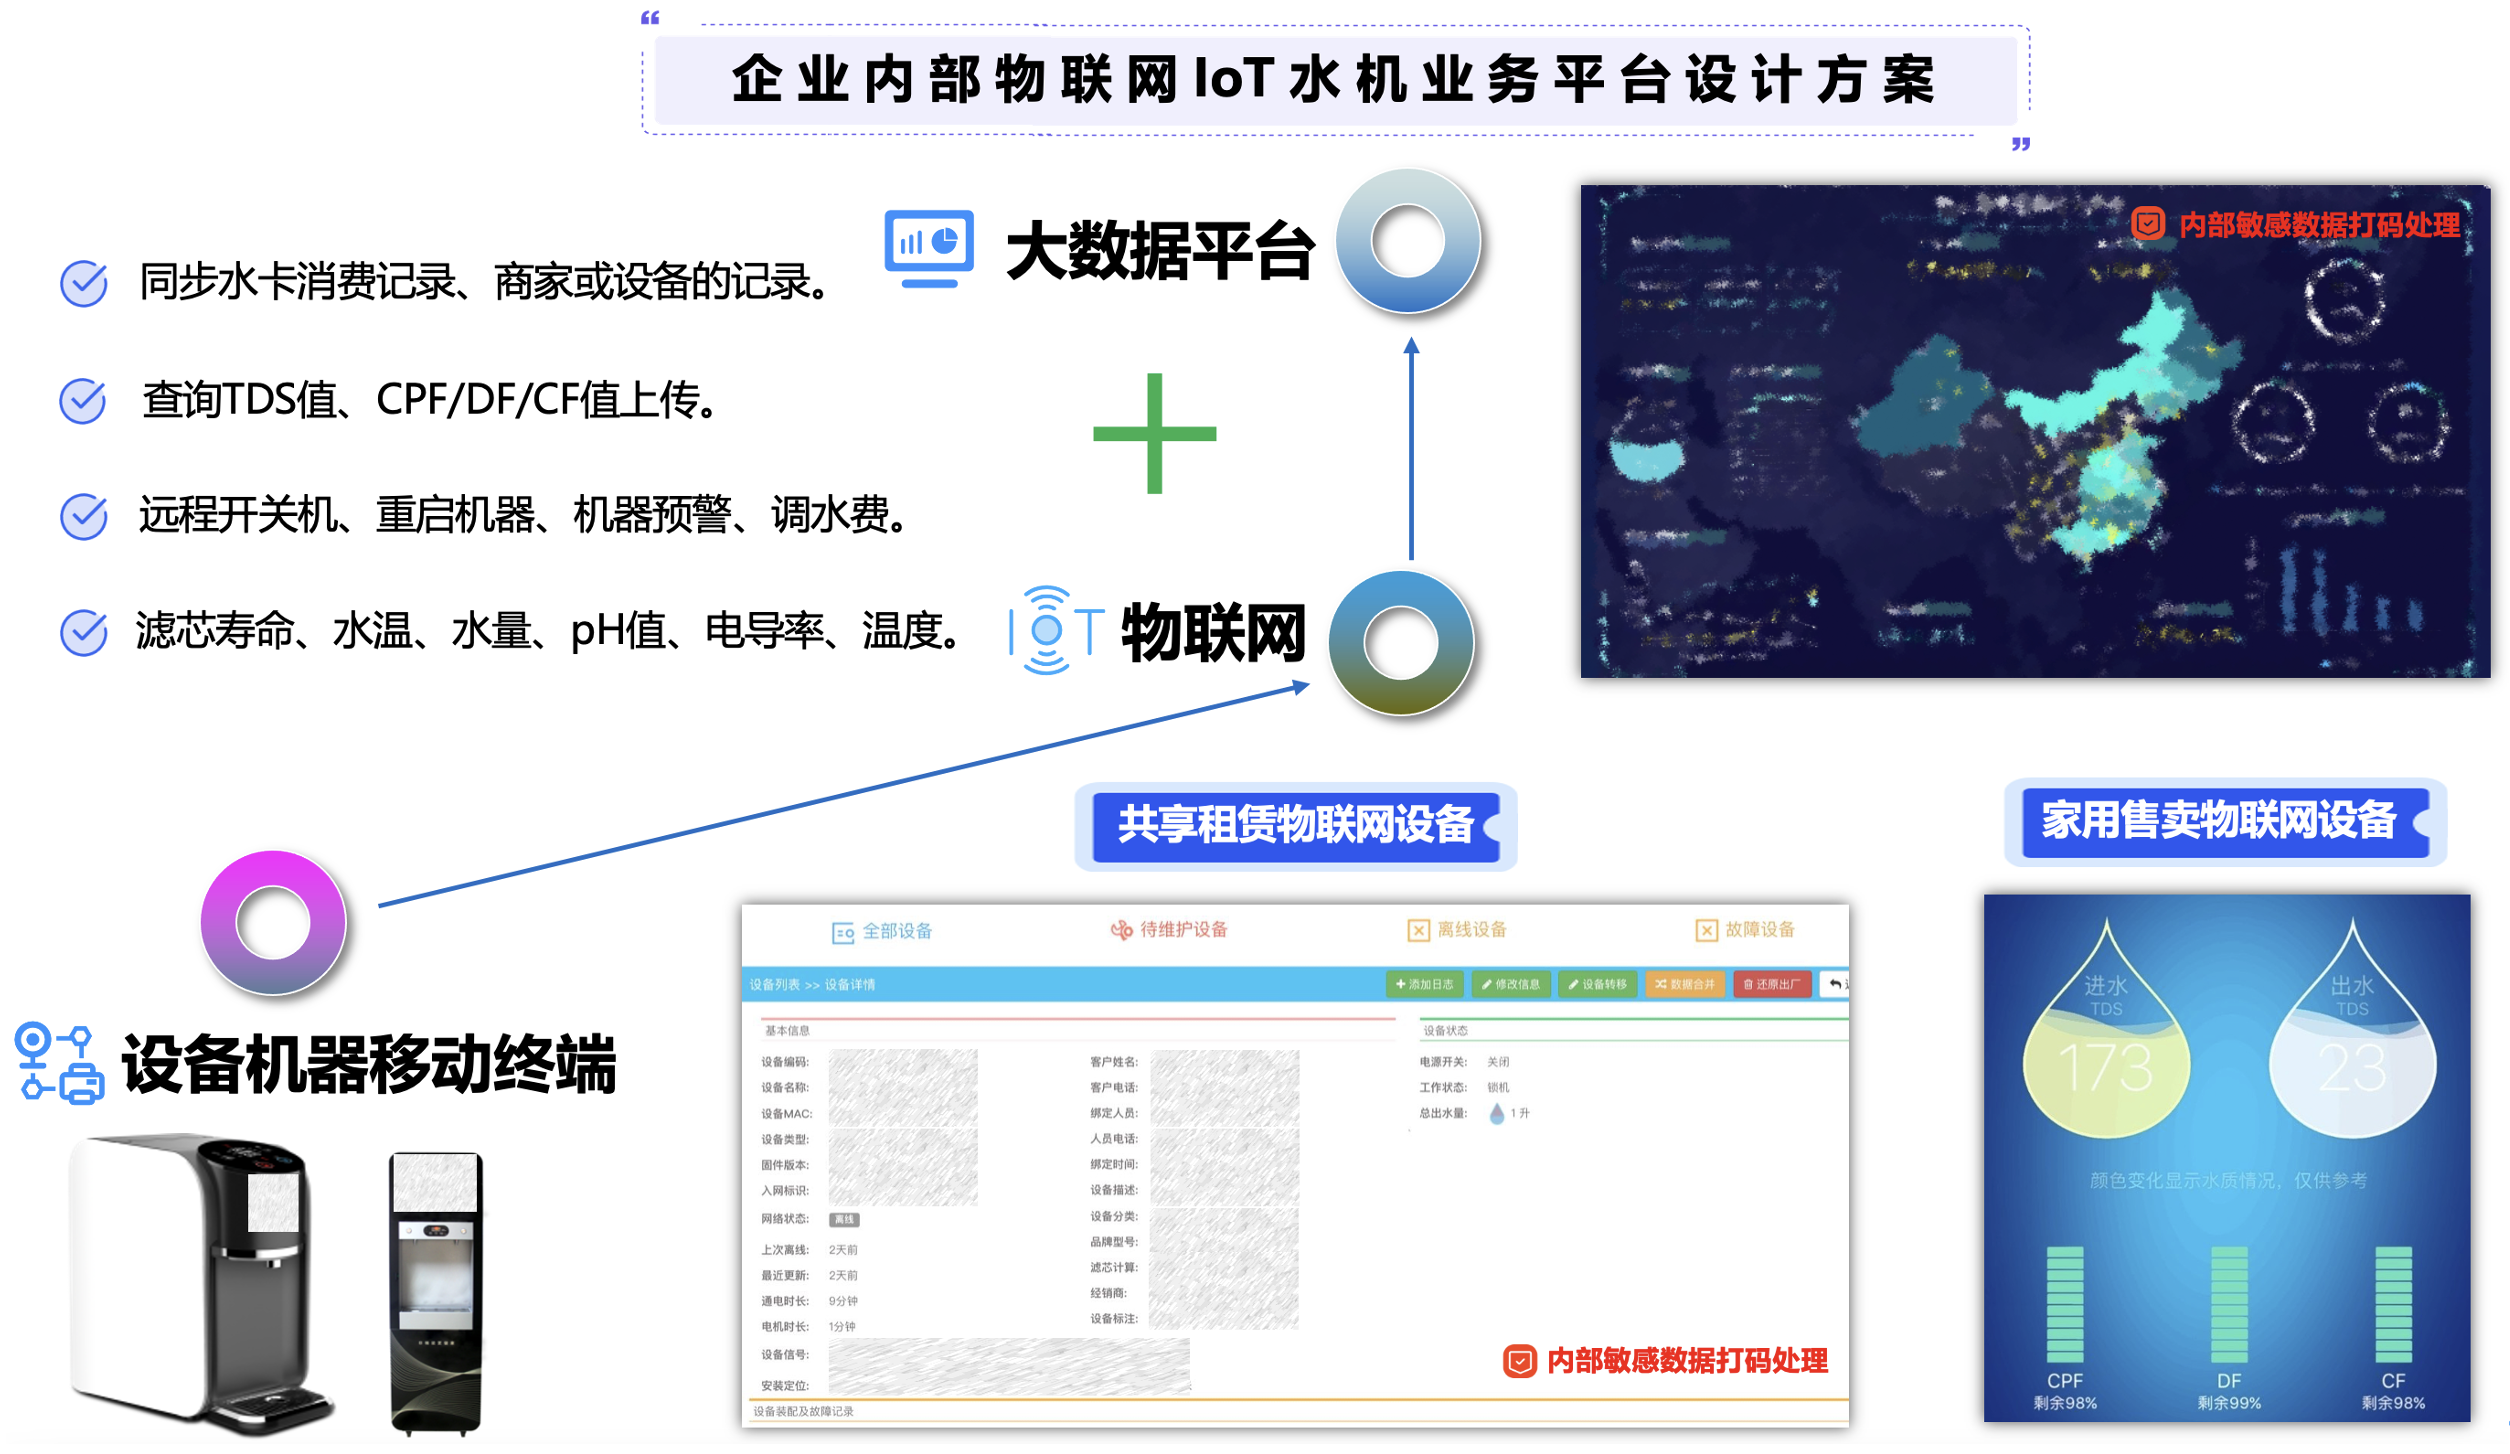 企业内部物联网IoT水机业务平台设计方案
大数据平台
同步水卡消费记录、商家或设备的记录。
查询TDS值、CPF/DF/CF值上传。
远程开关机、重启机器、机器预警、调水费。
滤芯寿命、水温、水量、pH值、电导率、温度。
I T 物联网
内部敏感数据打码处理
设备机器移动终端
共享租赁物联网设备
全部设备 待维护设备 离线设备 故障设备
设备列表 >> 设备详情 添加日志 修改信息 设备转移 数据合并 还原出厂
基本信息
设备编码:
设备名称:
设备MAC:
设备类型:
固件版本:
入网标识:
网络状态: 离线
上次离线: 2天前
最近更新: 2天前
通电时长: 9分钟
电机时长: 1分钟
设备信号:
安装定位:
客户姓名:
客户电话:
绑定人员:
人员电话:
绑定时间:
设备描述:
设备分类:
品牌型号:
滤芯计算:
经销商:
设备标注:
设备状态
电源开关: 关闭
工作状态: 锁机
总出水量: 1 升
内部敏感数据打码处理
设备装配及故障记录
家用售卖物联网设备
进水
TDS
173
出水
TDS
23
颜色变化显示水质情况，仅供参考
CPF
剩余98%
DF
剩余99%
CF
剩余98%